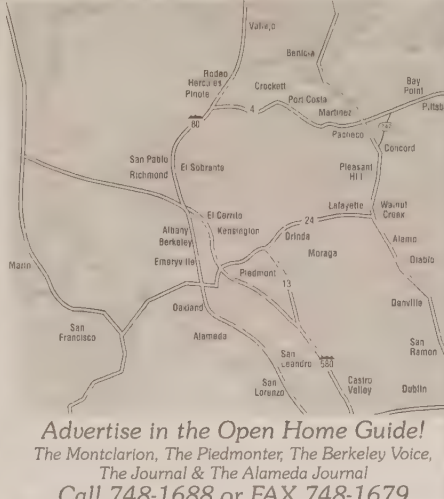 Vallejo
Benicia
Rodeo
Hercules
Pinole
Crockett
Port Costa
Martinez
Bay
Point
Pittsb
4
80
Pacheco
Concord
San Pablo
Richmond
El Sobranto
Pleasant
Hill
Lafayette
Walnut
Creek
24
El Cerrito
Albany
Kensington
Berkeley
Orinda
Moraga
Alamo
Diablo
Emeryville
Piedmont
13
Marin
Oakland
Danville
San
Francisco
Alameda
San
Leandro
580
San
Ramon
San
Lorenzo
Castro
Valley
Dublin
Advertise in the Open Home Guide!
The Montclarion, The Piedmonter, The Berkeley Voice,
The Journal & The Alameda Journal
Call 748-1688 or FAX 748-1679